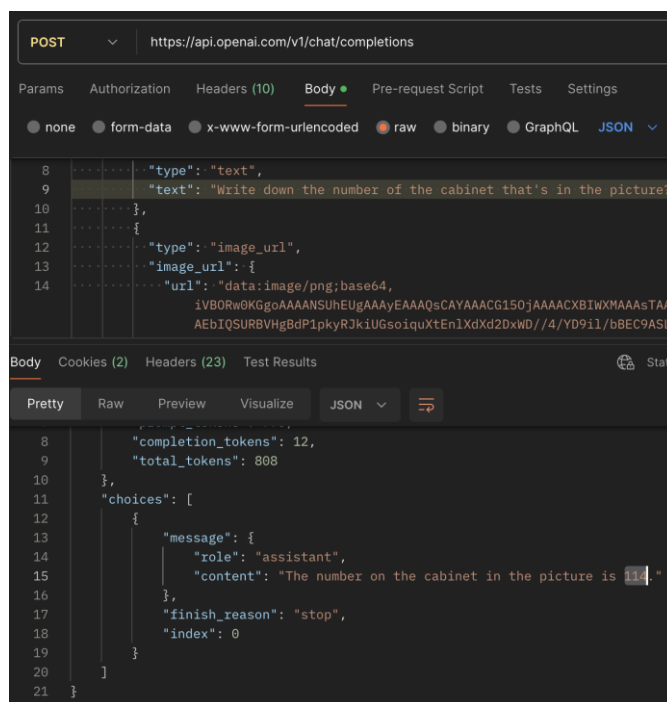 POST https://api.openai.com/v1/chat/completions
Params Authorization Headers (10) Body Pre-request Script Tests Settings
none form-data x-www-form-urlencoded raw binary GraphQL JSON
8 "type": "text",
9 "text": "Write down the number of the cabinet that's in the picture?
10 },
11 {
12 "type": "image_url",
13 "image_url": {
14 "url": "data:image/png;base64,
iVBORw0KGgoAAAANSUhEUgAAAyEAAAQsCAYAAACG15OjAAAACXBIWXMAAAsTAA
AEbIQSURBVHgBdP1pkyRJkiUGsoiquXtEnlXdXd2DxWD//4/YD9il/bBEC9ASL
Body Cookies (2) Headers (23) Test Results
Pretty Raw Preview Visualize JSON
8 "completion_tokens": 12,
9 "total_tokens": 808
10 },
11 "choices": [
12 {
13 "message": {
14 "role": "assistant",
15 "content": "The number on the cabinet in the picture is 114."
16 },
17 "finish_reason": "stop",
18 "index": 0
19 }
20 ]
21 }